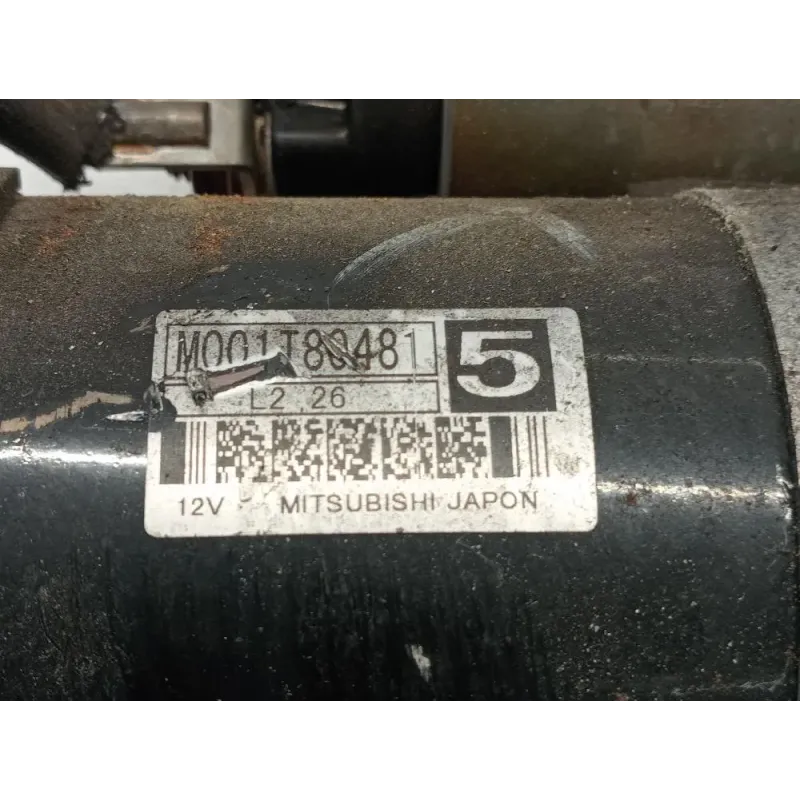 M001T80481
5
L2.26
12V MITSUBISHI JAPON